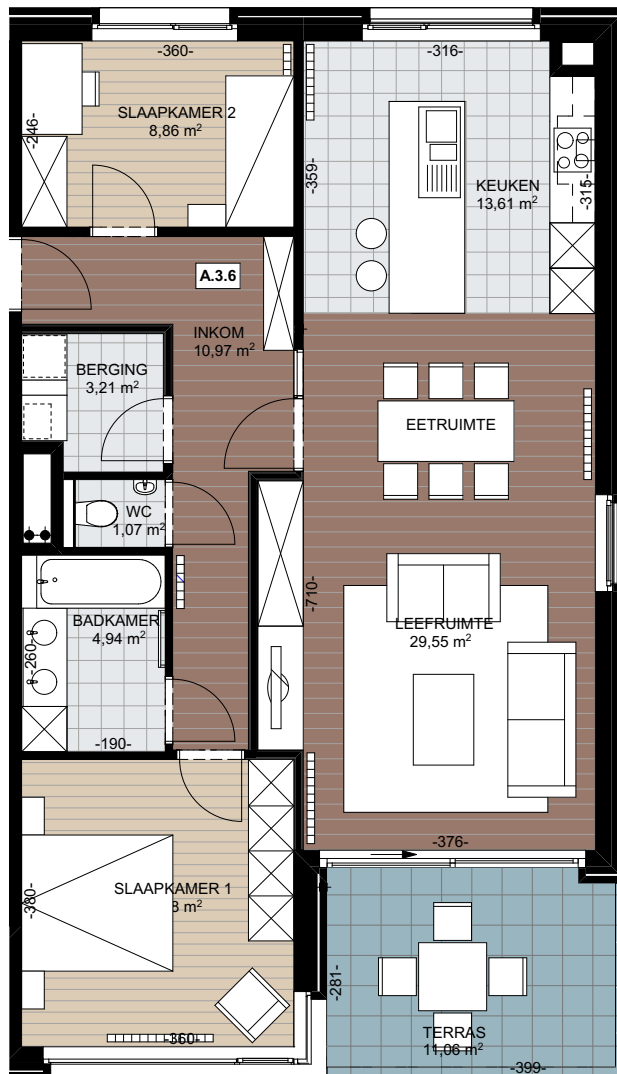 -360-
-316-
SLAAPKAMER 2
8,86 m²
-246-
-359-
KEUKEN
13,61 m²
-315-
A.3.6
INKOM
10,97 m²
BERGING
3,21 m²
EETRUIMTE
WC
1,07 m²
-710-
BADKAMER
4,94 m²
LEEFRUIMTE
29,55 m²
-260-
-190-
-376-
SLAAPKAMER 1
m²
-380-
-281-
TERRAS
11,06 m²
-360-
-399-